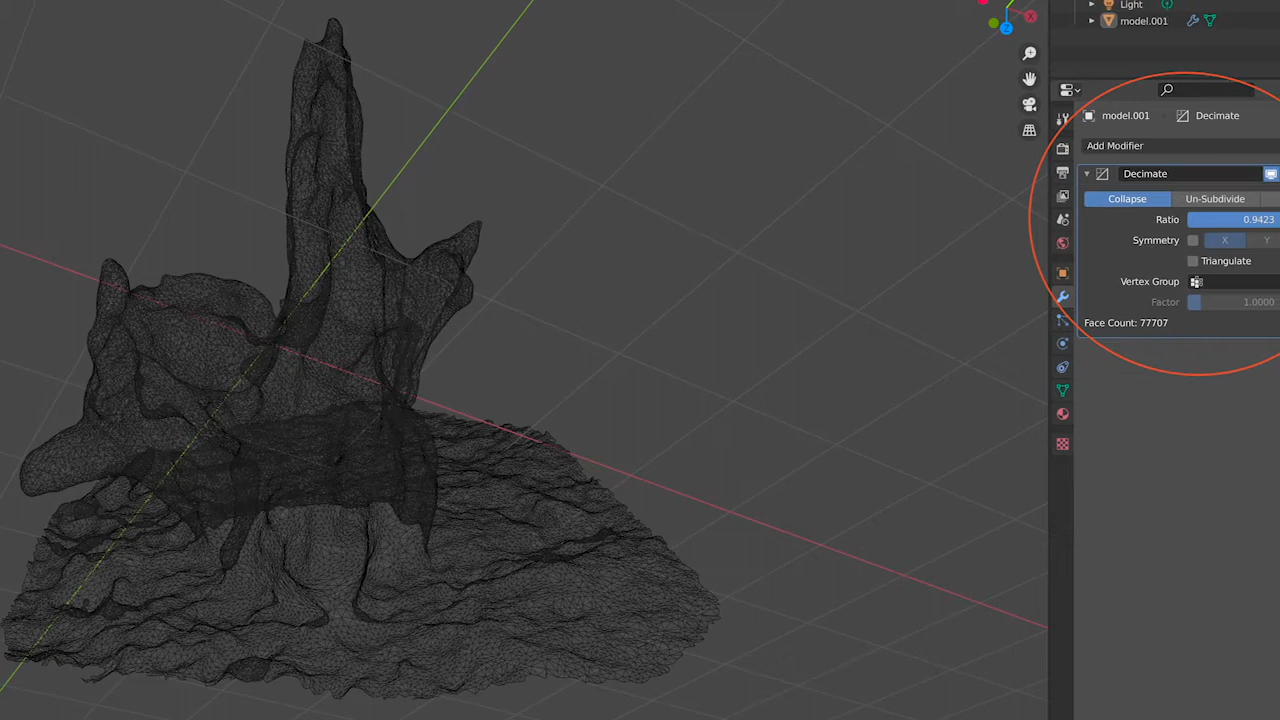 Light
model.001
X
Z
model.001 Decimate
Add Modifier
Decimate
Collapse Un-Subdivide
Ratio 0.9423
Symmetry X Y
Triangulate
Vertex Group
Factor 1.0000
Face Count: 77707